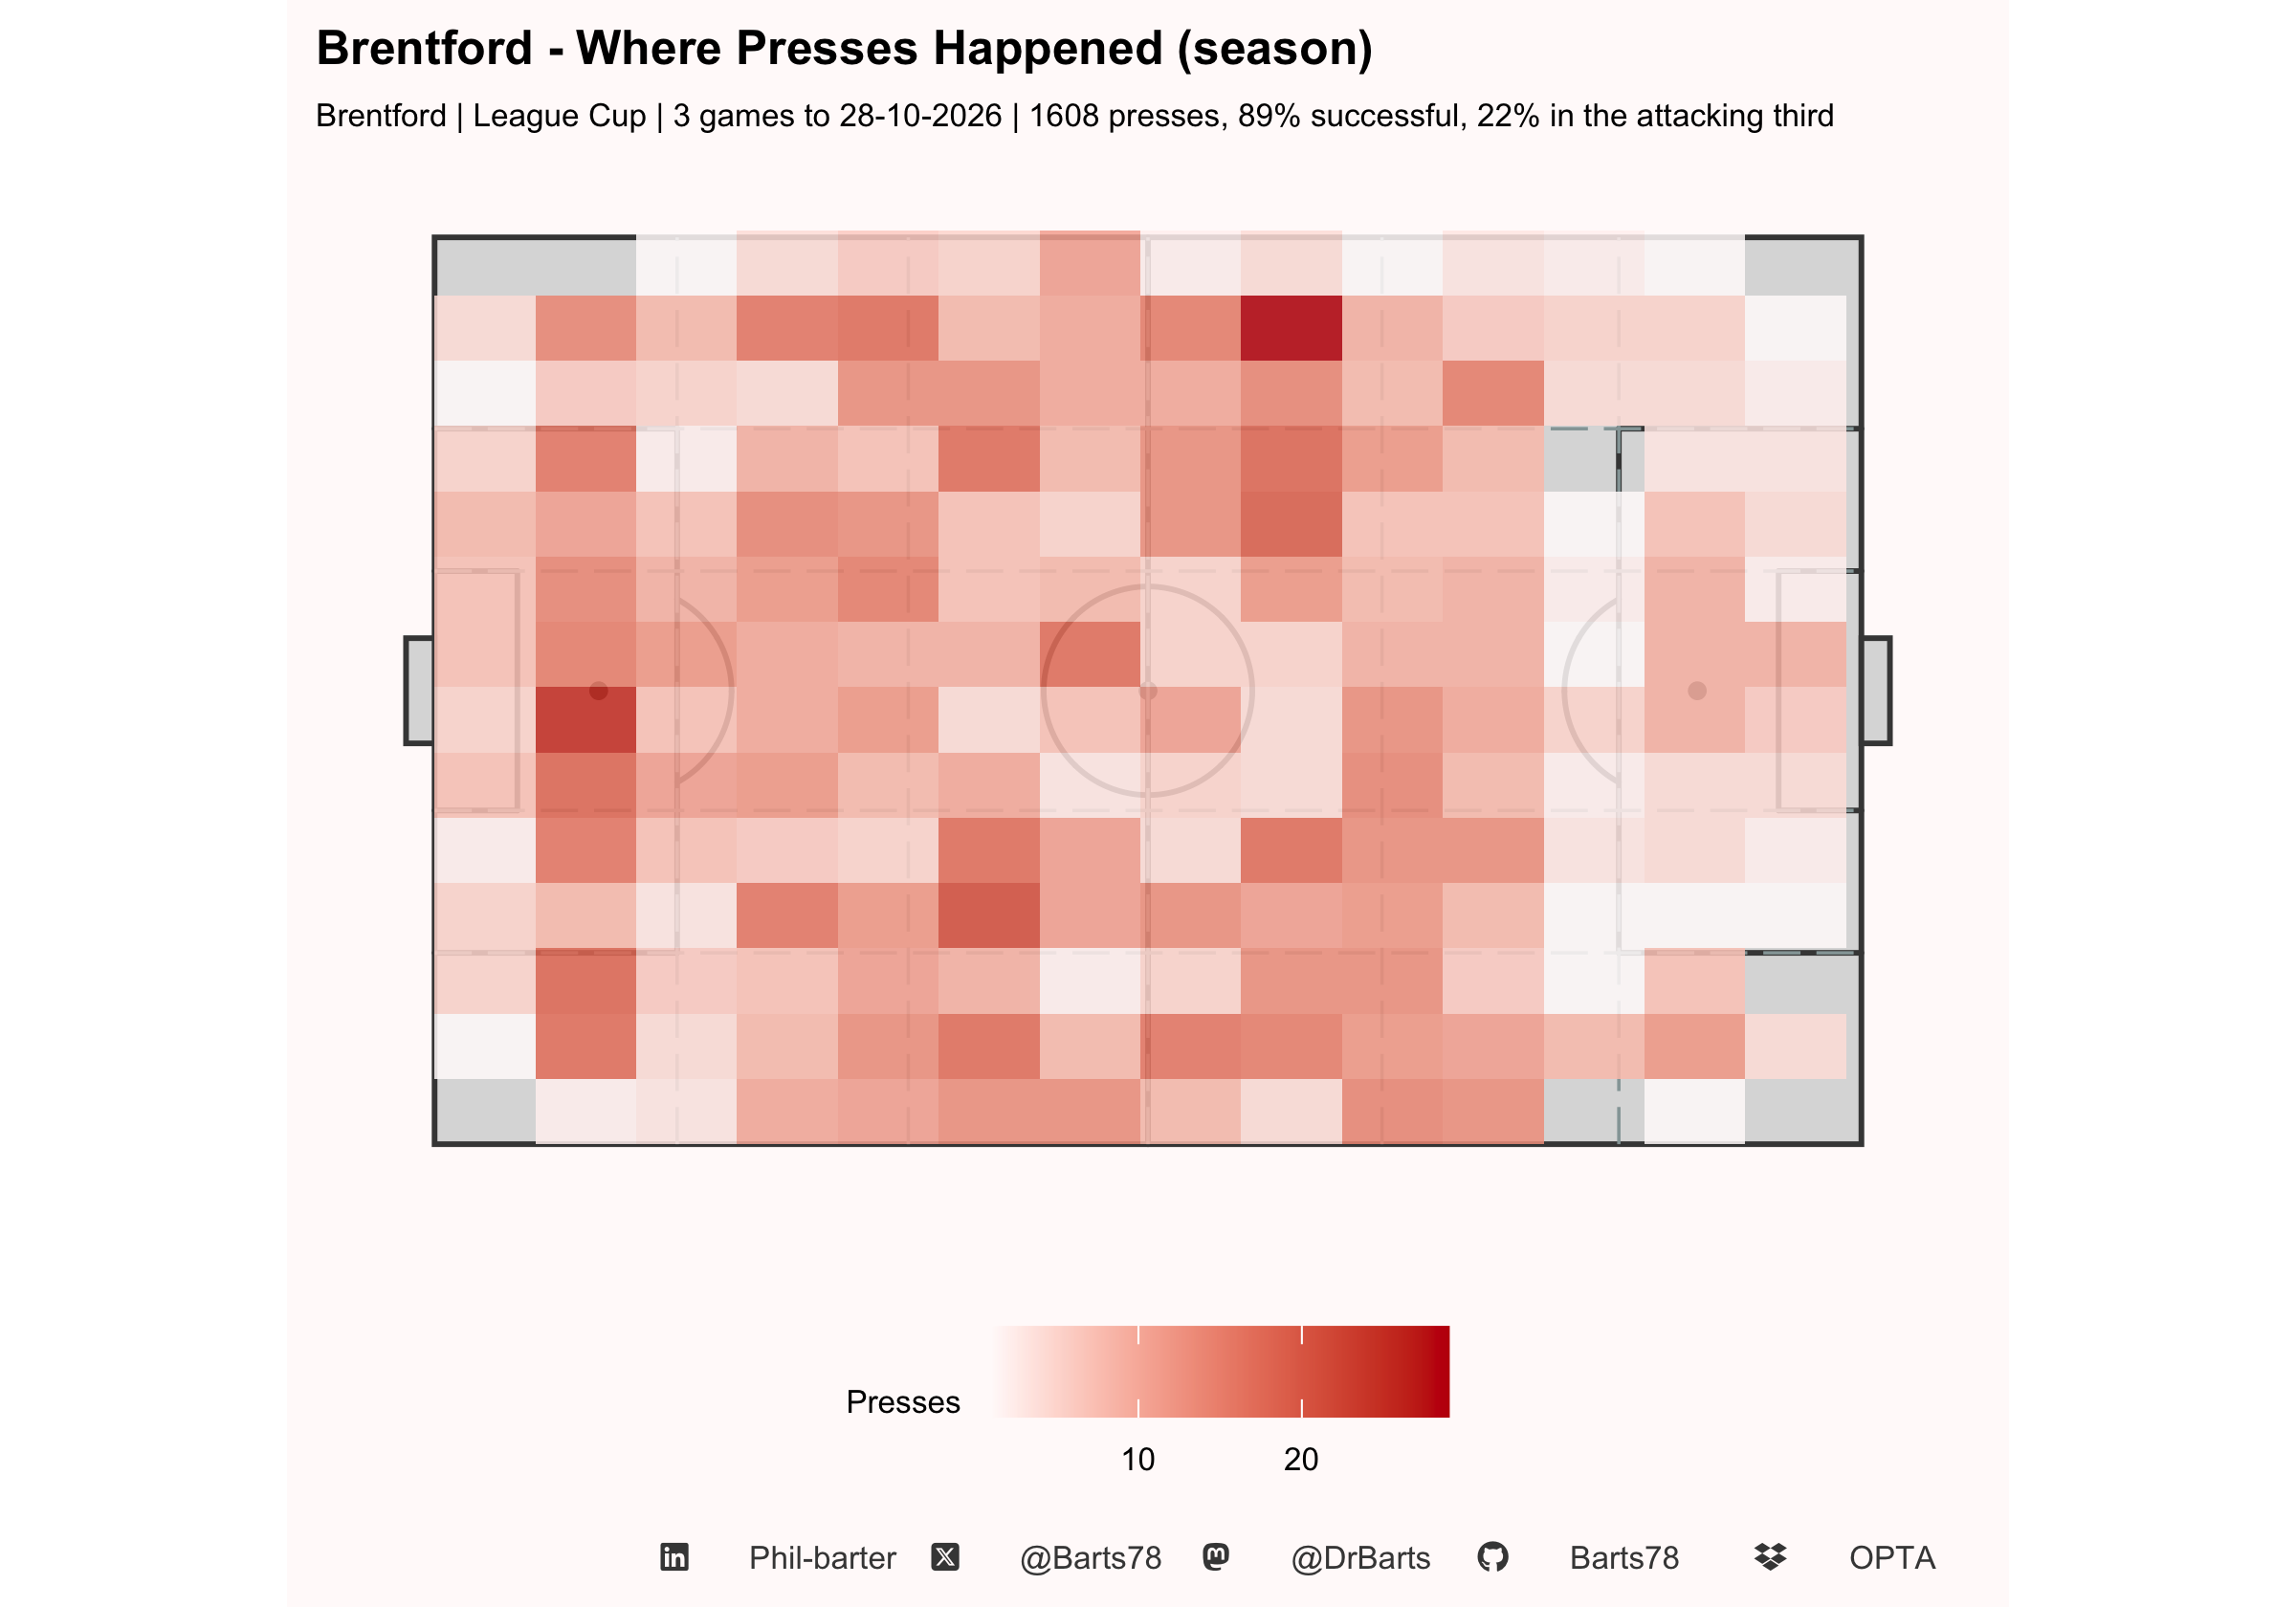 Brentford - Where Presses Happened (season)
Brentford | League Cup | 3 games to 28-10-2026 | 1608 presses, 89% successful, 22% in the attacking third
Presses
10 20
Phil-barter @Barts78 @DrBarts Barts78 OPTA